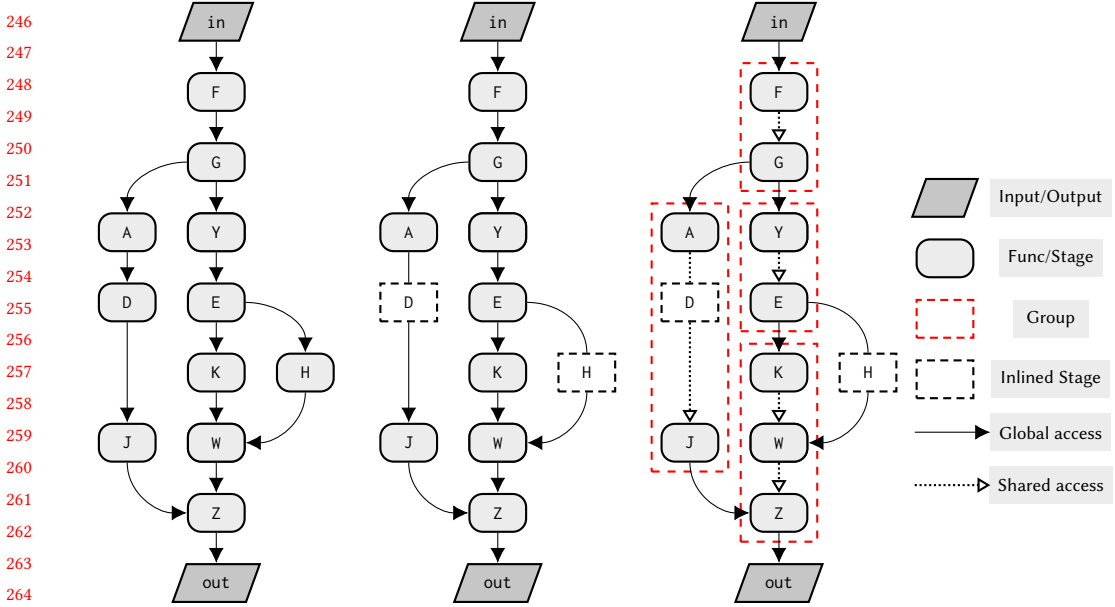 246
247
248
249
250
251
252
253
254
255
256
257
258
259
260
261
262
263
264
in
F
G
A
Y
D
E
K
H
J
W
Z
out
in
F
G
A
Y
D
E
K
H
J
W
Z
out
in
F
G
A
Y
D
E
K
H
J
W
Z
out
Input/Output
Func/Stage
Group
Inlined Stage
Global access
Shared access